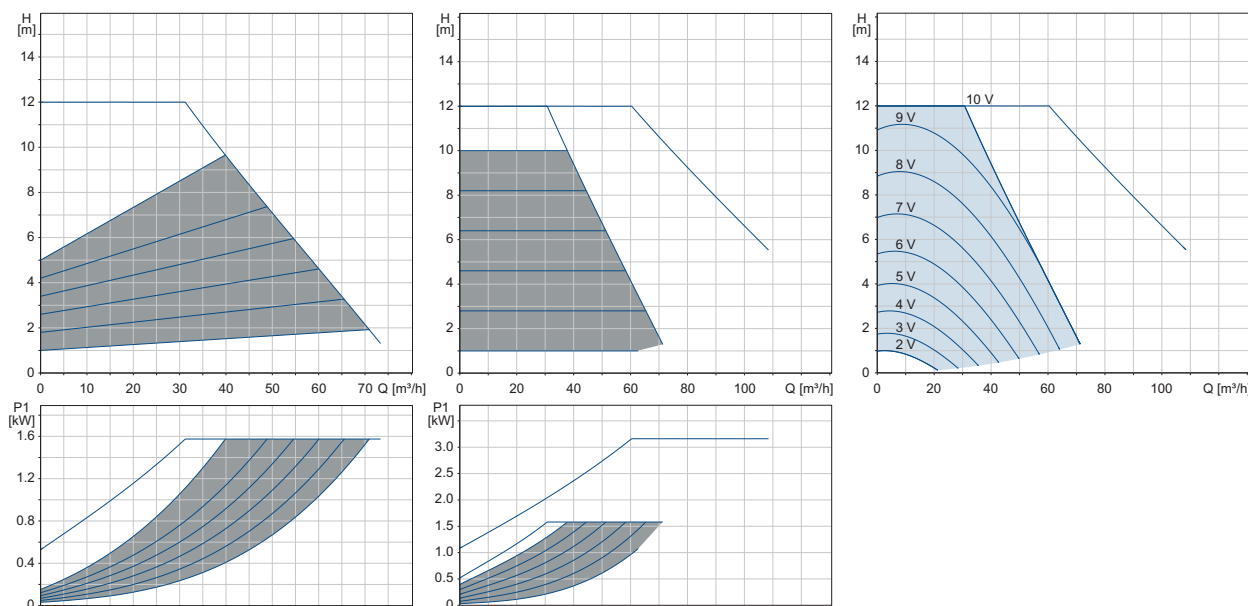 H
[m]
14
12
10
8
6
4
2
0
0 10 20 30 40 50 60 70 Q [m³/h]
H
[m]
14
12
10
8
6
4
2
0
0 20 40 60 80 100 Q [m³/h]
H
[m]
14
12
10
8
6
4
2
0
10 V
9 V
8 V
7 V
6 V
5 V
4 V
3 V
2 V
0 20 40 60 80 100 Q [m³/h]
P1
[kW]
1.6
1.2
0.8
0.4
0
P1
[kW]
3.0
2.5
2.0
1.5
1.0
0.5
0